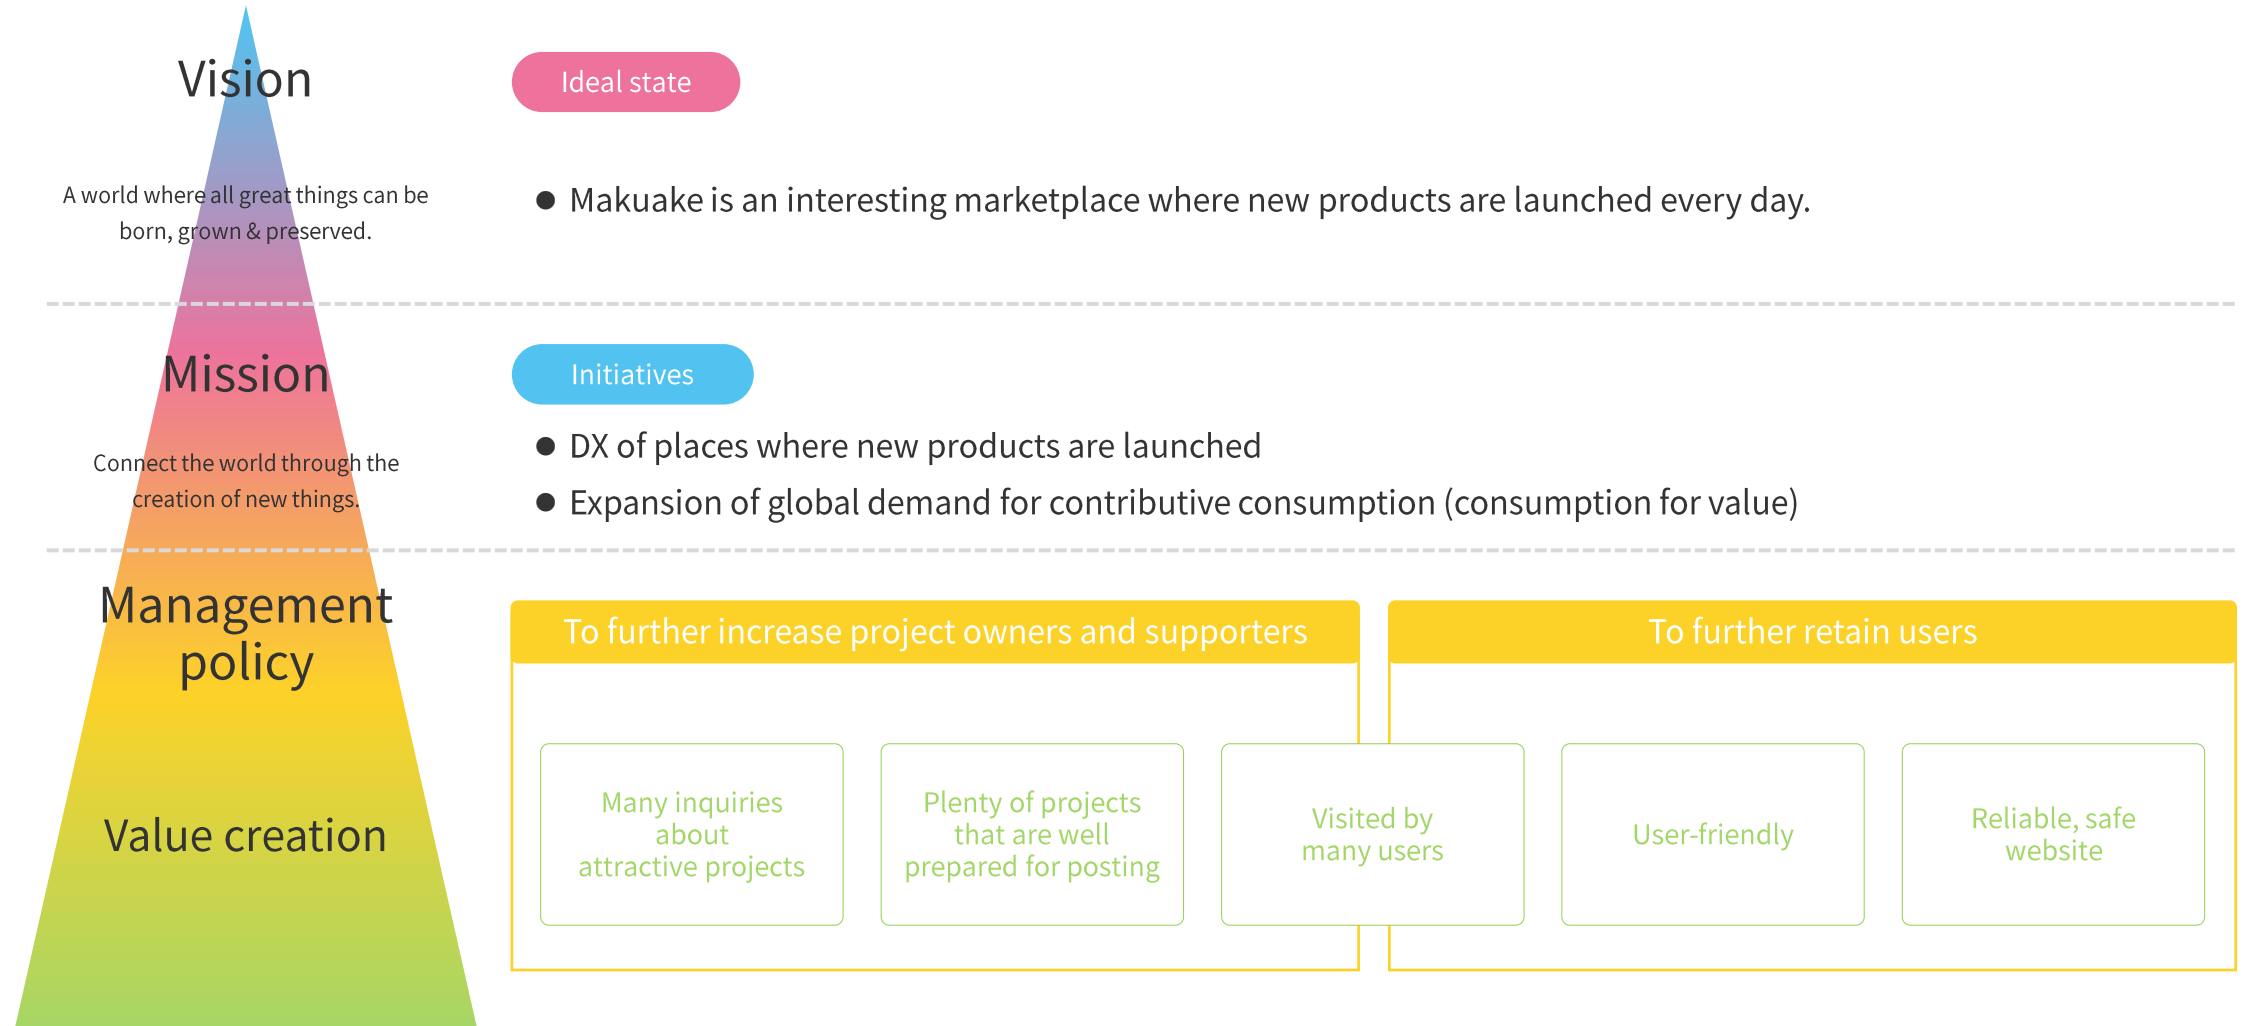 Vision
A world where all great things can be
born, grown & preserved.
Ideal state
● Makuake is an interesting marketplace where new products are launched every day.
Mission
Connect the world through the
creation of new things.
Initiatives
● DX of places where new products are launched
● Expansion of global demand for contributive consumption (consumption for value)
Management
policy
To further increase project owners and supporters
To further retain users
Value creation
Many inquiries
about
attractive projects
Plenty of projects
that are well
prepared for posting
Visited by
many users
User-friendly
Reliable, safe
website